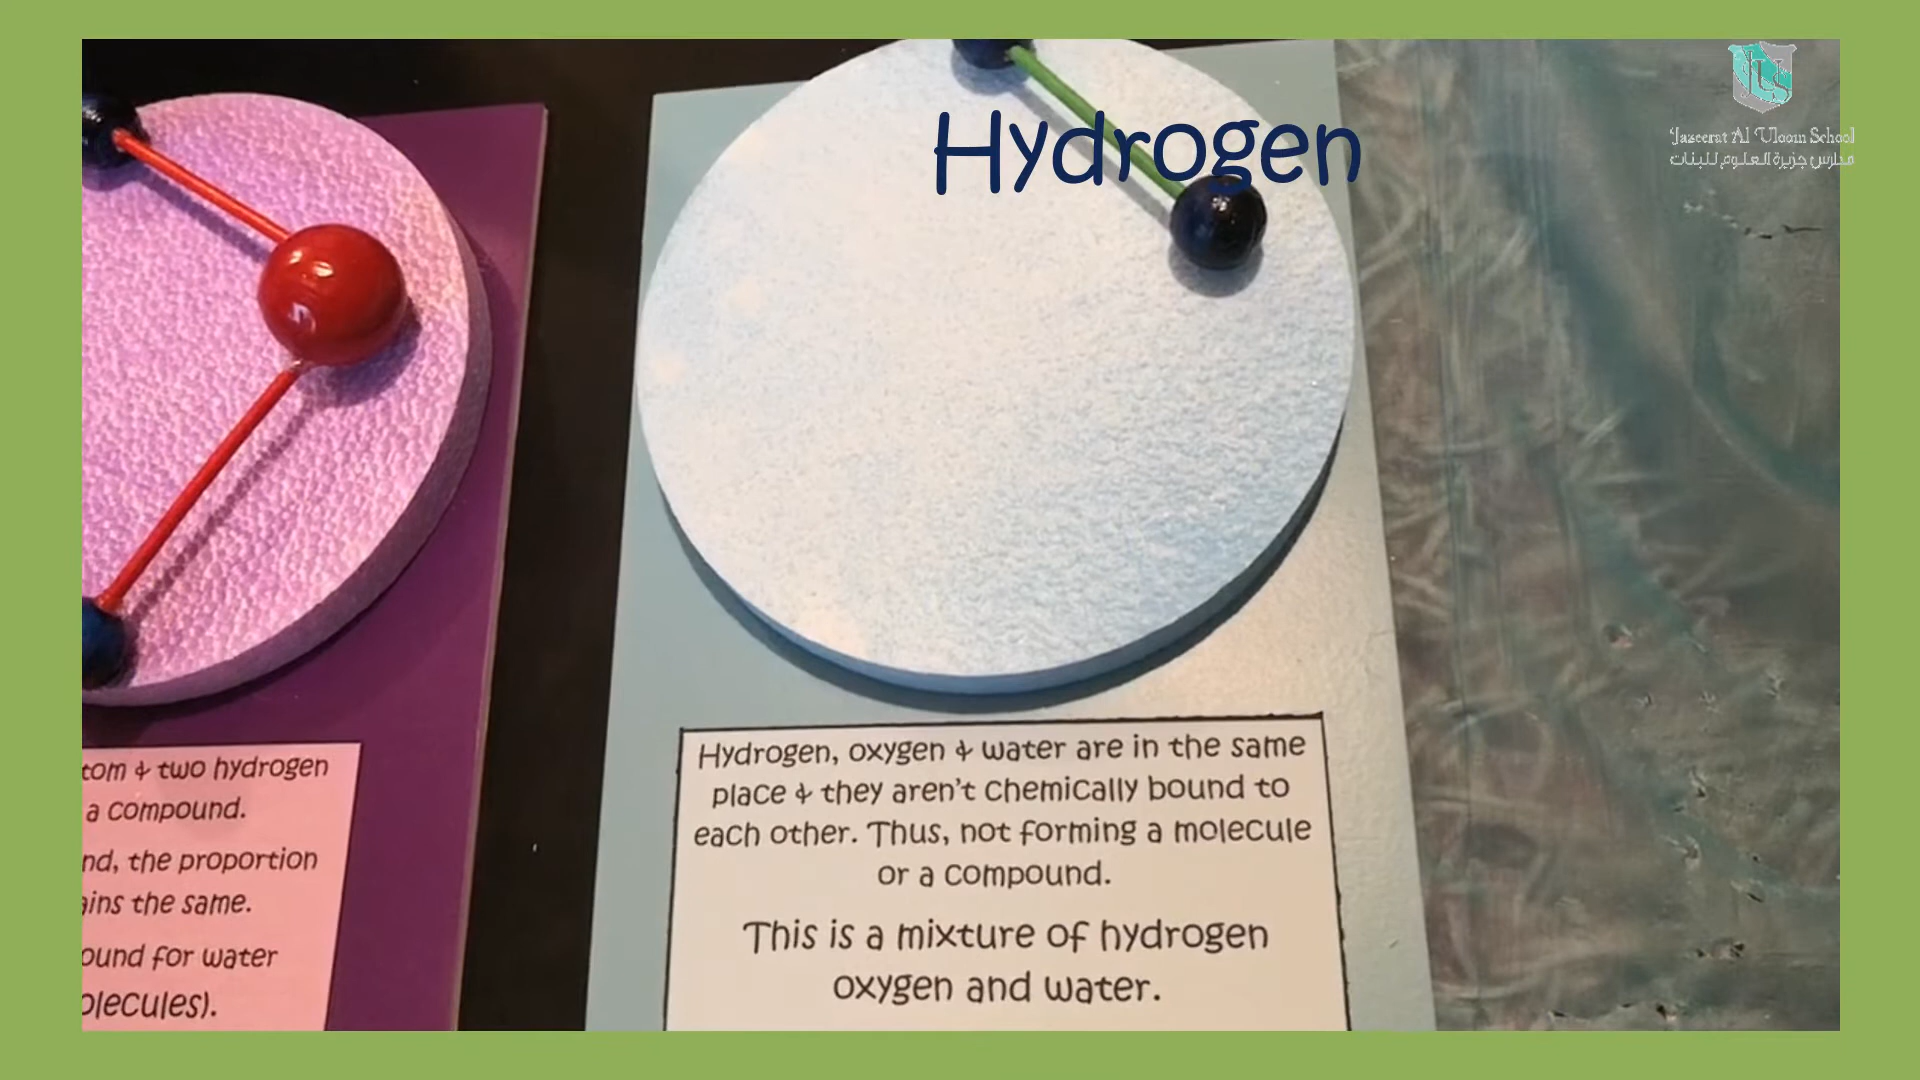 Hydrogen
Jazeerat Al Uloom School
مدارس جزيرة العلوم للبنات
tom & two hydrogen
a compound.
nd, the proportion
ains the same.
ound for water
olecules).
Hydrogen, oxygen & water are in the same
place & they aren't chemically bound to
each other. Thus, not forming a molecule
or a compound.
This is a mixture of hydrogen
oxygen and water.